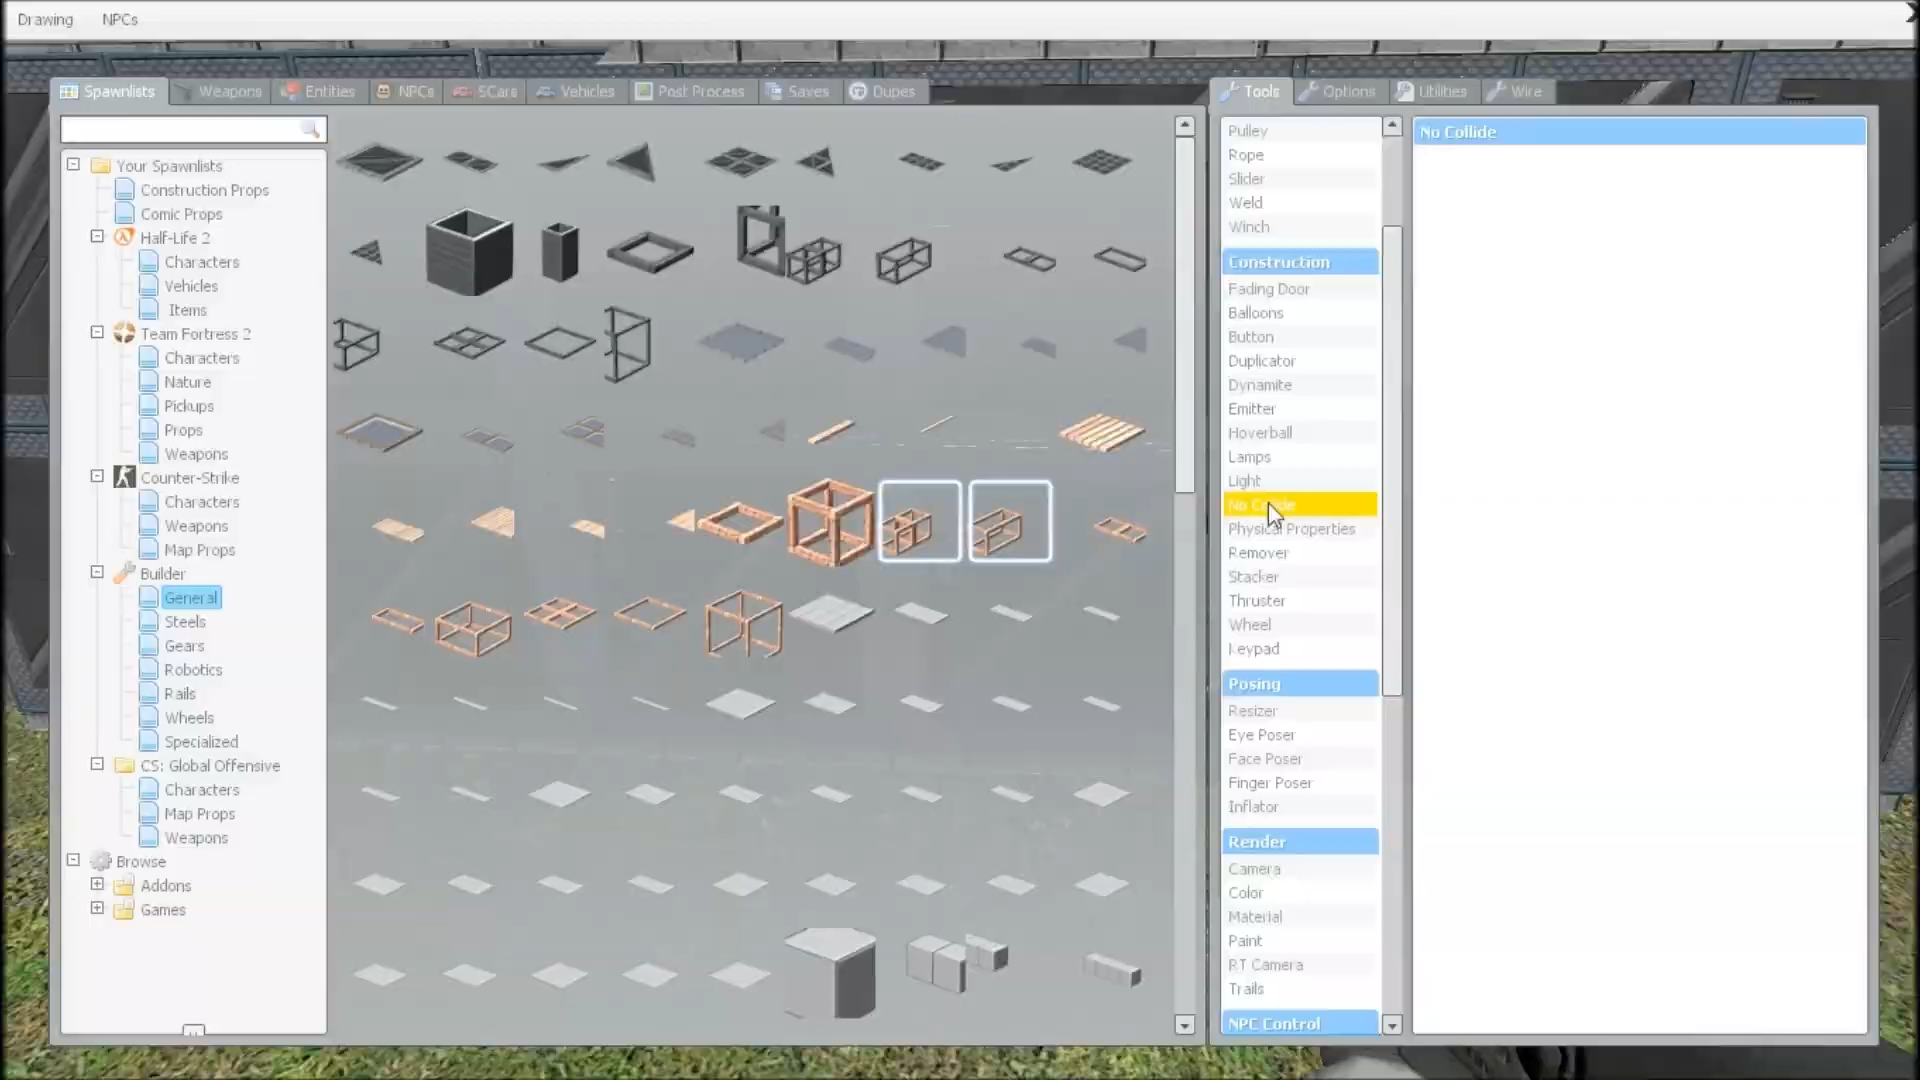 Drawing NPCs
Spawnlists Weapons Entities NPCs SCars Vehicles Post Process Saves Dupes
Your Spawnlists
Construction Props
Comic Props
Half-Life 2
Characters
Vehicles
Items
Team Fortress 2
Characters
Nature
Pickups
Props
Weapons
Counter-Strike
Characters
Weapons
Map Props
Builder
General
Steels
Gears
Robotics
Rails
Wheels
Specialized
CS: Global Offensive
Characters
Map Props
Weapons
Browse
Addons
Games
Tools Options Utilities Wire
Pulley
Rope
Slider
Weld
Winch
Construction
Fading Door
Balloons
Button
Duplicator
Dynamite
Emitter
Hoverball
Lamps
Light
No Collide
Physical Properties
Remover
Stacker
Thruster
Wheel
Keypad
Posing
Resizer
Eye Poser
Face Poser
Finger Poser
Inflator
Render
Camera
Color
Material
Paint
RT Camera
Trails
NPC Control
No Collide